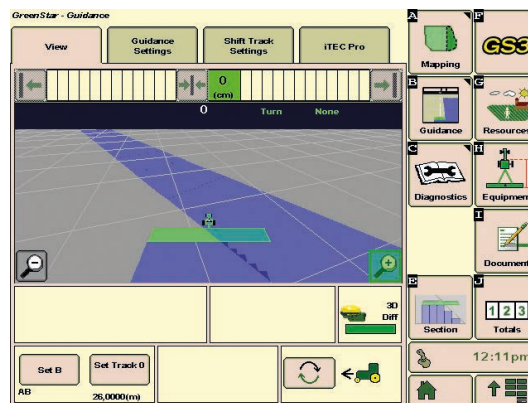 GreenStar - Guidance
View
Guidance
Settings
Shift Track
Settings
iTEC Pro
0
(cm)
0
Turn
None
3D
Diff
Set B
Set Track 0
AB
26,0000(m)
A
Mapping
F
GS3
B
Guidance
G
Resources
C
Diagnostics
H
Equipment
I
Document
E
Section
J
1 2 3
Totals
12:11pm